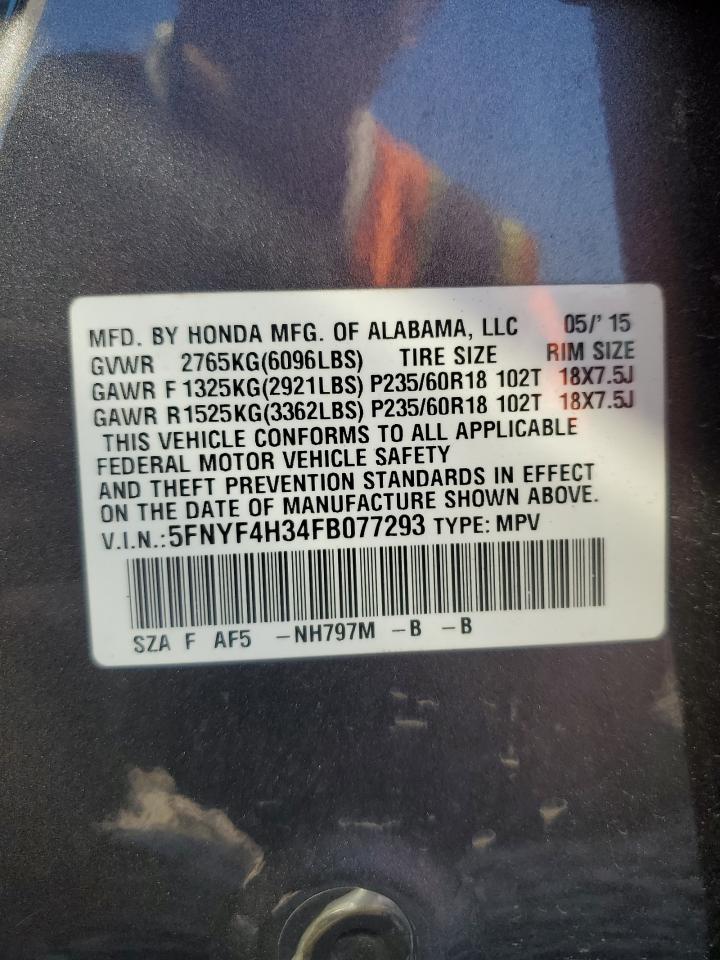 MFD. BY HONDA MFG. OF ALABAMA, LLC 05/' 15
GVWR 2765KG(6096LBS) TIRE SIZE RIM SIZE
GAWR F 1325KG(2921LBS) P235/60R18 102T 18X7.5J
GAWR R1525KG(3362LBS) P235/60R18 102T 18X7.5J
THIS VEHICLE CONFORMS TO ALL APPLICABLE
FEDERAL MOTOR VEHICLE SAFETY
AND THEFT PREVENTION STANDARDS IN EFFECT
ON THE DATE OF MANUFACTURE SHOWN ABOVE.
V.I.N.:5FNYF4H34FB077293 TYPE: MPV
SZA F AF5 -NH797M -B -B